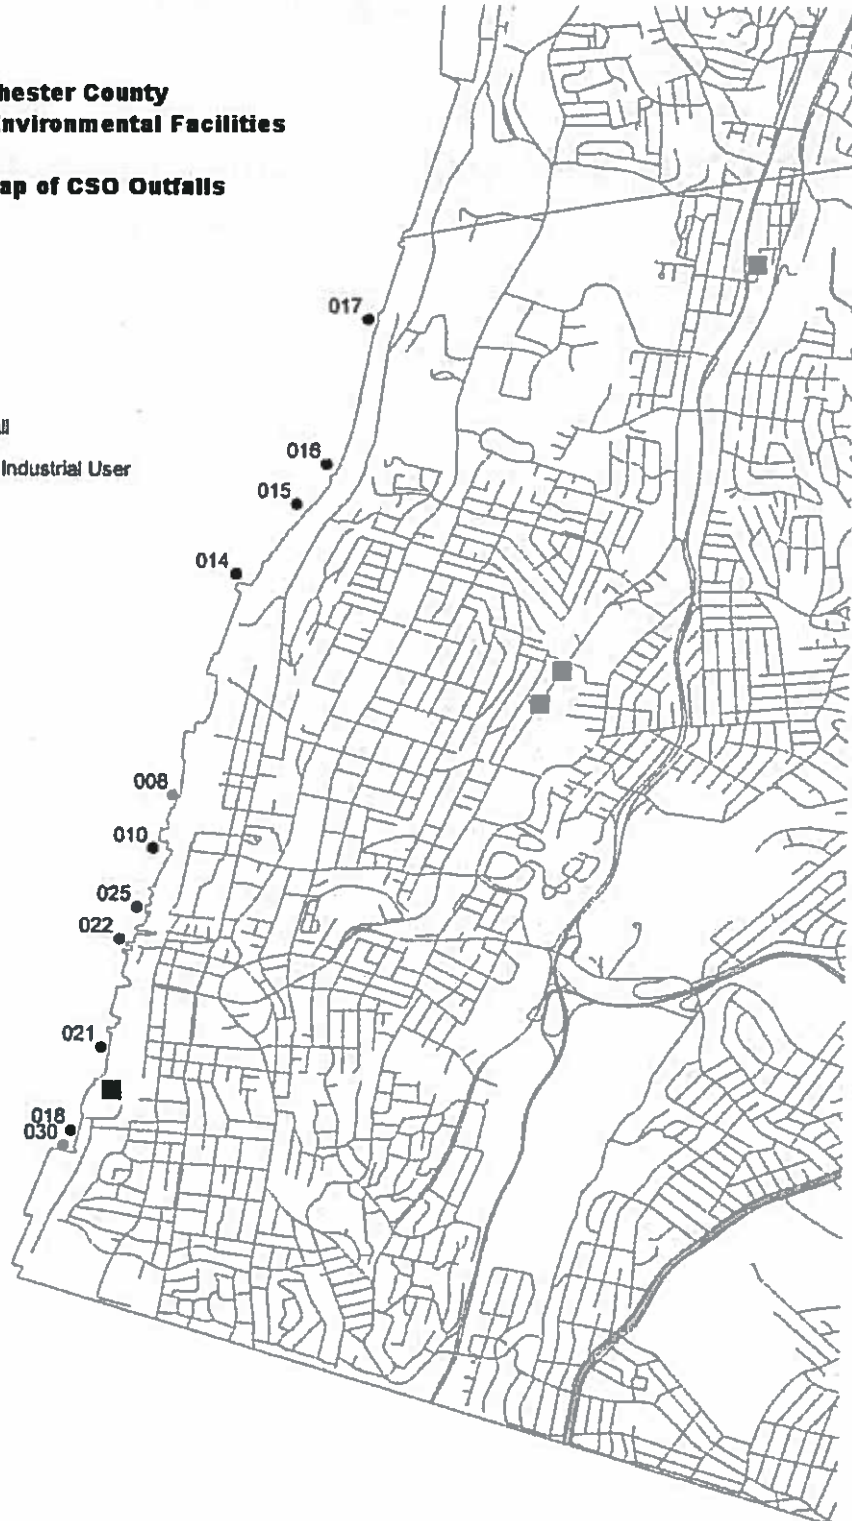 hester County
nvironmental Facilities
ap of CSO Outfalls
017
ll
016
Industrial User
015
014
008
010
025
022
021
018
030